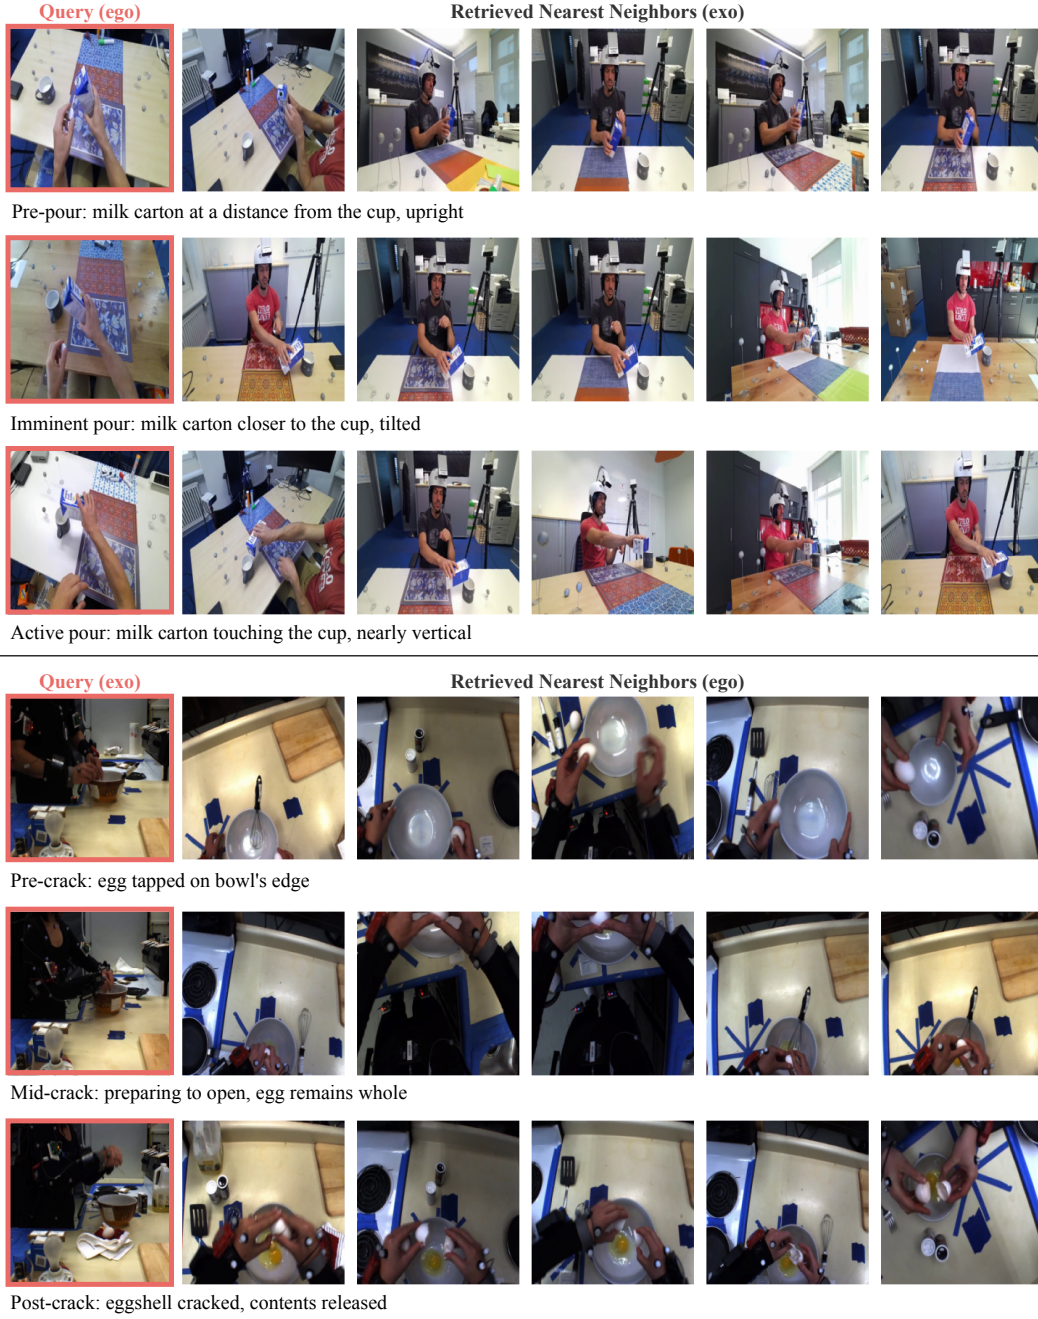 Query (ego)
Retrieved Nearest Neighbors (exo)
Pre-pour: milk carton at a distance from the cup, upright
Imminent pour: milk carton closer to the cup, tilted
Active pour: milk carton touching the cup, nearly vertical
Query (exo)
Retrieved Nearest Neighbors (ego)
Pre-crack: egg tapped on bowl's edge
Mid-crack: preparing to open, egg remains whole
Post-crack: eggshell cracked, contents released